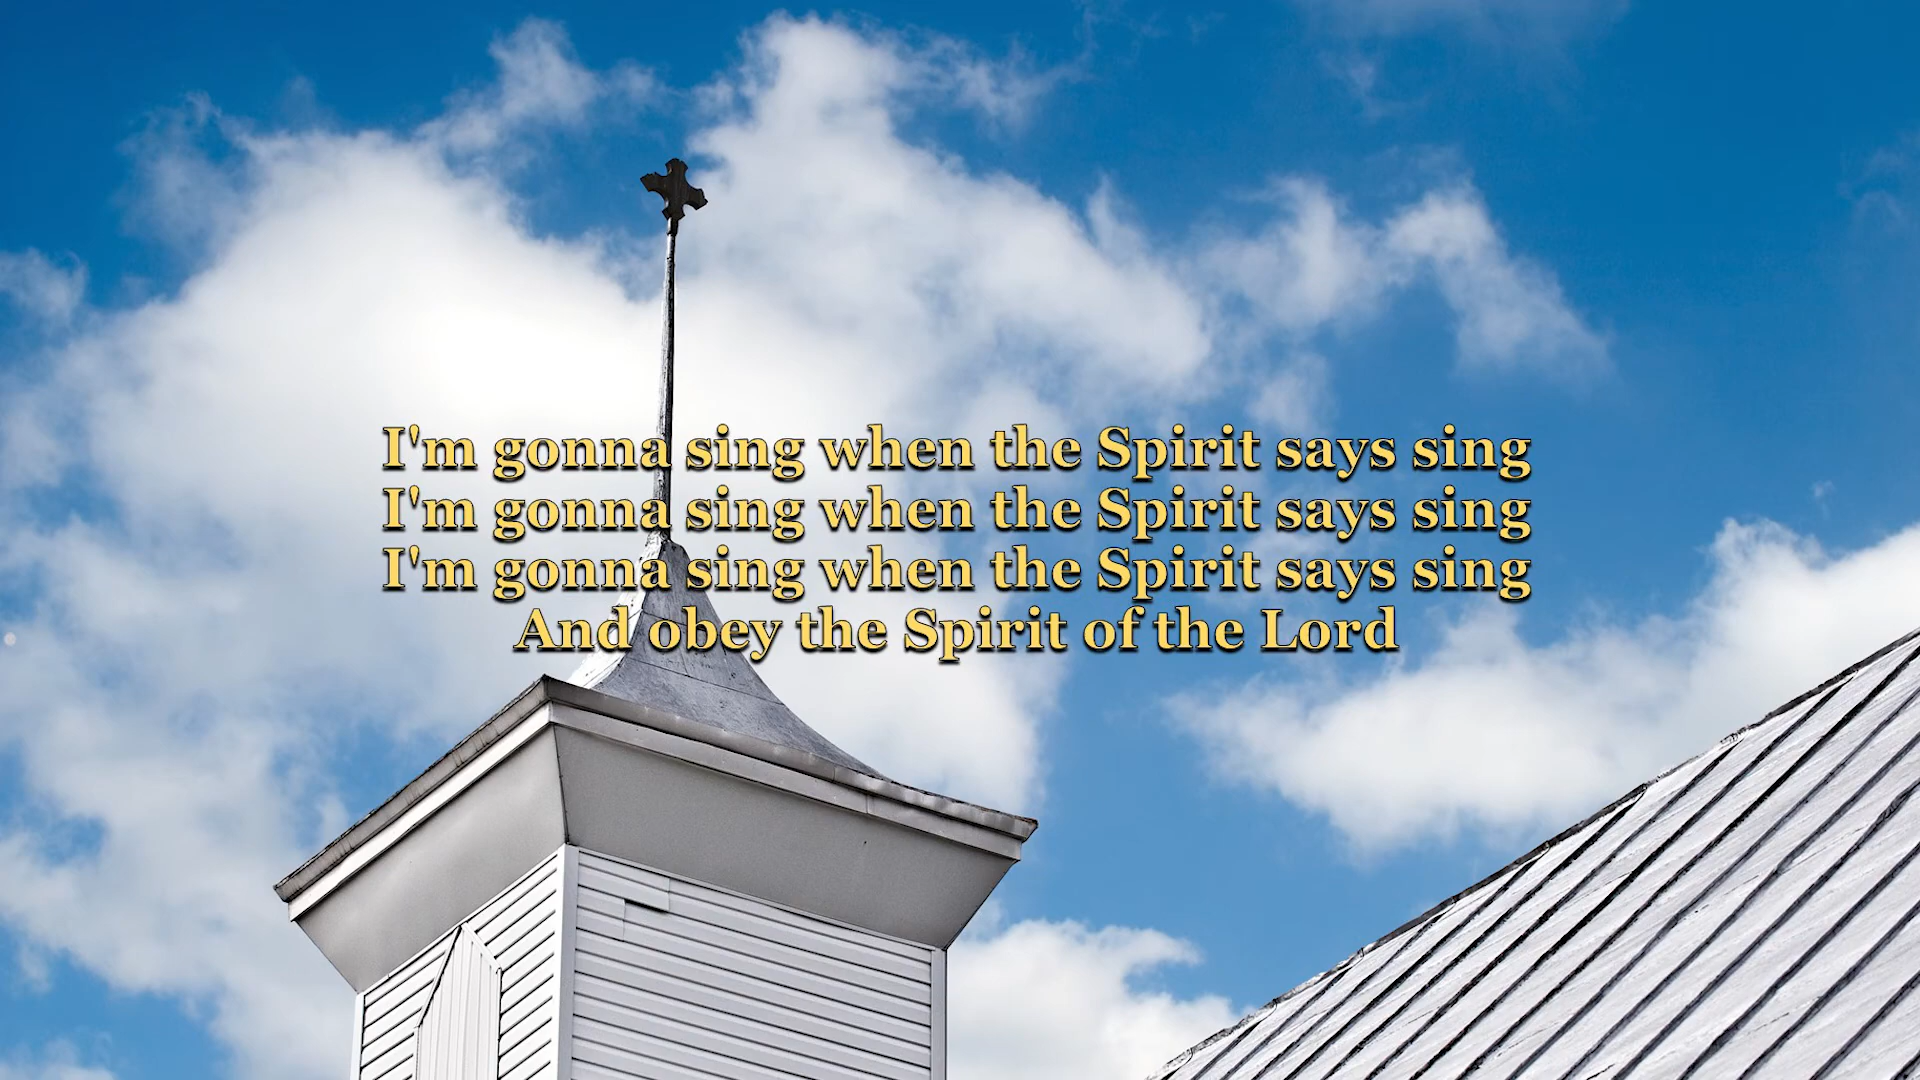 I'm gonna sing when the Spirit says sing
I'm gonna sing when the Spirit says sing
I'm gonna sing when the Spirit says sing
And obey the Spirit of the Lord